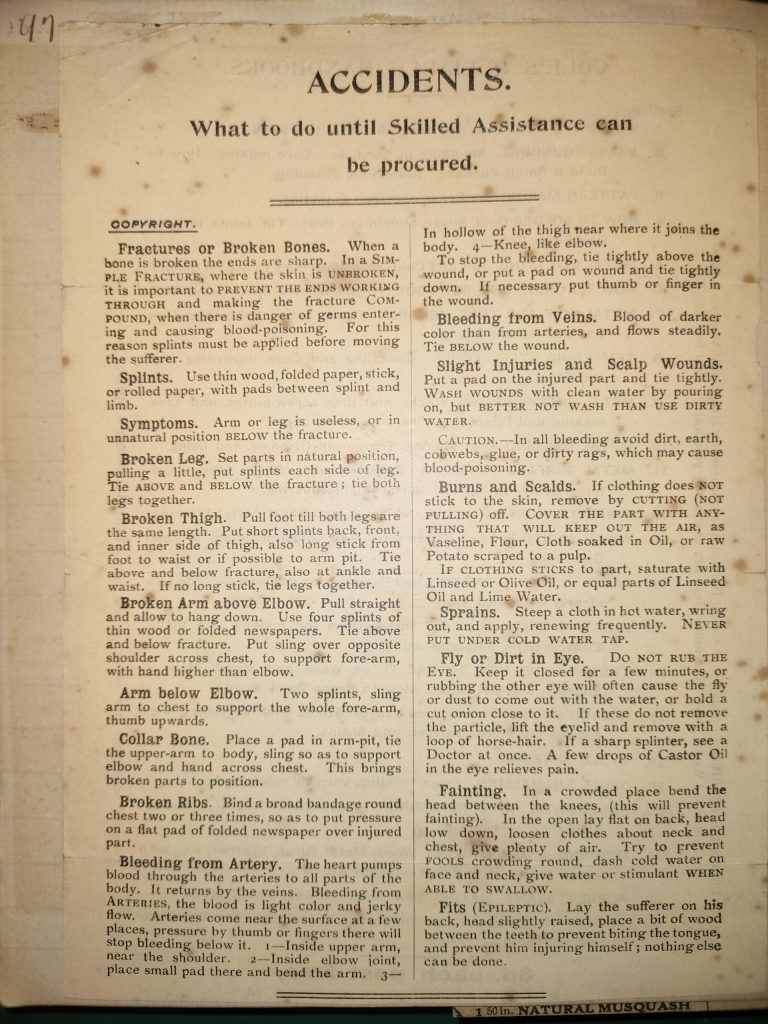 97
ACCIDENTS.
What to do until Skilled Assistance can
be procured.
COPYRIGHT.
Fractures or Broken Bones. When a
bone is broken the ends are sharp. In a SIM-
PLE FRACTURE, where the skin is UNBROKEN,
it is important to PREVENT THE ENDS WORKING
THROUGH and making the fracture COM-
POUND, when there is danger of germs enter-
ing and causing blood-poisoning. For this
reason splints must be applied before moving
the sufferer.
Splints. Use thin wood, folded paper, stick,
or rolled paper, with pads between splint and
limb.
Symptoms. Arm or leg is useless, or in
unnatural position BELOW the fracture.
Broken Leg. Set parts in natural position,
pulling a little, put splints each side of leg.
Tie ABOVE and BELOW the fracture; tie both
legs together.
Broken Thigh. Pull foot till both legs are
the same length. Put short splints back, front,
and inner side of thigh, also long stick from
foot to waist or if possible to arm pit. Tie
above and below fracture, also at ankle and
waist. If no long stick, tie legs together.
Broken Arm above Elbow. Pull straight
and allow to hang down. Use four splints of
thin wood or folded newspapers. Tie above
and below fracture. Put sling over opposite
shoulder across chest, to support fore-arm,
with hand higher than elbow.
Arm below Elbow. Two splints, sling
arm to chest to support the whole fore-arm,
thumb upwards.
Collar Bone. Place a pad in arm-pit, tie
the upper-arm to body, sling so as to support
elbow and hand across chest. This brings
broken parts to position.
Broken Ribs. Bind a broad bandage round
chest two or three times, so as to put pressure
on a flat pad of folded newspaper over injured
part.
Bleeding from Artery. The heart pumps
blood through the arteries to all parts of the
body. It returns by the veins. Bleeding from
ARTERIES, the blood is light color and jerky
flow. Arteries come near the surface at a few
places, pressure by thumb or fingers there will
stop bleeding below it. 1—Inside upper arm,
near the shoulder. 2—Inside elbow joint,
place small pad there and bend the arm. 3—
In hollow of the thigh near where it joins the
body. 4—Knee, like elbow.
To stop the bleeding, tie tightly above the
wound, or put a pad on wound and tie tightly
down. If necessary put thumb or finger in
the wound.
Bleeding from Veins. Blood of darker
color than from arteries, and flows steadily.
Tie BELOW the wound.
Slight Injuries and Scalp Wounds.
Put a pad on the injured part and tie tightly.
WASH WOUNDS with clean water by pouring
on, but BETTER NOT WASH THAN USE DIRTY
WATER.
CAUTION.—In all bleeding avoid dirt, earth,
cobwebs, glue, or dirty rags, which may cause
blood-poisoning.
Burns and Scalds. If clothing does NOT
stick to the skin, remove by CUTTING (NOT
PULLING) off. COVER THE PART WITH ANY-
THING THAT WILL KEEP OUT THE AIR, as
Vaseline, Flour, Cloth soaked in Oil, or raw
Potato scraped to a pulp.
IF CLOTHING STICKS to part, saturate with
Linseed or Olive Oil, or equal parts of Linseed
Oil and Lime Water.
Sprains. Steep a cloth in hot water, wring
out, and apply, renewing frequently. NEVER
PUT UNDER COLD WATER TAP.
Fly or Dirt in Eye. DO NOT RUB THE
EYE. Keep it closed for a few minutes, or
rubbing the other eye will often cause the fly
or dust to come out with the water, or hold a
cut onion close to it. If these do not remove
the particle, lift the eyelid and remove with a
loop of horse-hair. If a sharp splinter, see a
Doctor at once. A few drops of Castor Oil
in the eye relieves pain.
Fainting. In a crowded place bend the
head between the knees, (this will prevent
fainting). In the open lay flat on back, head
low down, loosen clothes about neck and
chest, give plenty of air. Try to prevent
FOOLS crowding round, dash cold water on
face and neck, give water or stimulant WHEN
ABLE TO SWALLOW.
Fits (EPILEPTIC). Lay the sufferer on his
back, head slightly raised, place a bit of wood
between the teeth to prevent biting the tongue,
and prevent him injuring himself; nothing else
can be done.
1 50 in. NATURAL MUSQUASH